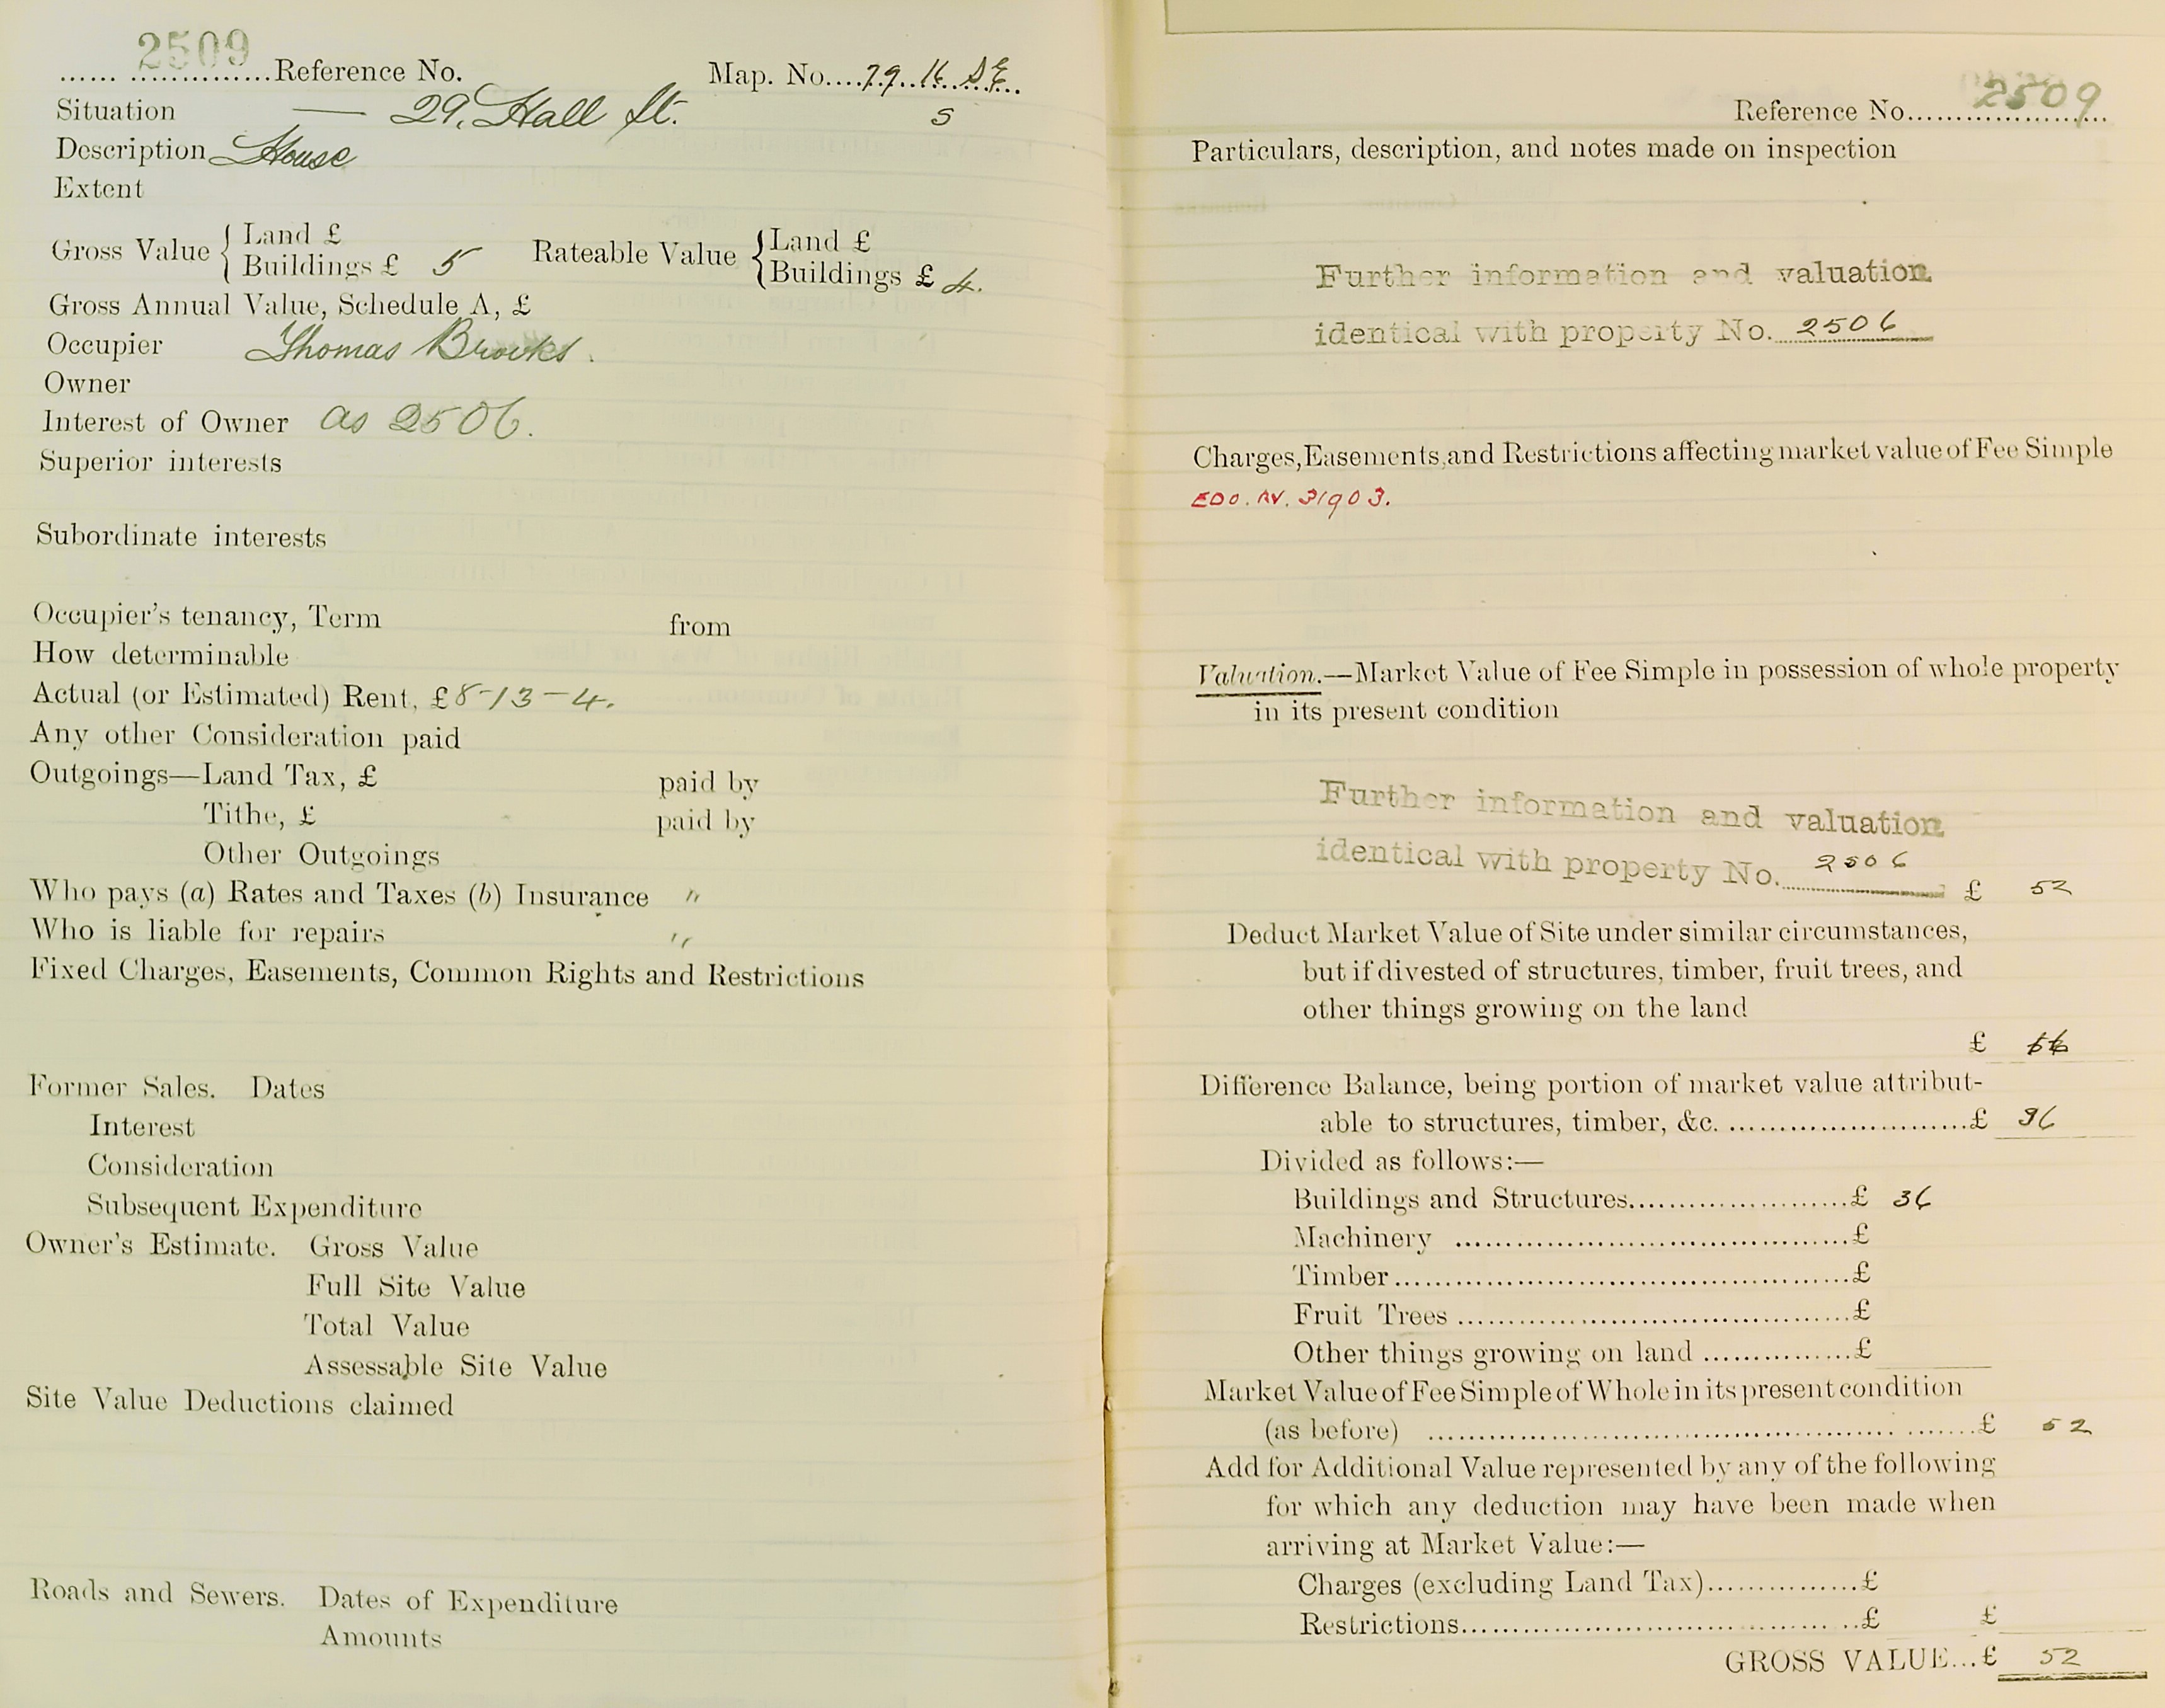 2509
...... ..............Reference No.
Map. No....79.16.SE...
Situation — 29, Hall St.
S
Description House
Extent
Gross Value { Land £
Buildings £ 5
Rateable Value { Land £
Buildings £ 4.
Gross Annual Value, Schedule A, £
Occupier Thomas Brooks.
Owner
Interest of Owner as 2506.
Superior interests
Subordinate interests
Occupier's tenancy, Term from
How determinable
Actual (or Estimated) Rent, £8-13-4.
Any other Consideration paid
Outgoings—Land Tax, £ paid by
Tithe, £ paid by
Other Outgoings
Who pays (a) Rates and Taxes (b) Insurance "
Who is liable for repairs "
Fixed Charges, Easements, Common Rights and Restrictions
Former Sales. Dates
Interest
Consideration
Subsequent Expenditure
Owner's Estimate. Gross Value
Full Site Value
Total Value
Assessable Site Value
Site Value Deductions claimed
Roads and Sewers. Dates of Expenditure
Amounts
Reference No. 2509
Particulars, description, and notes made on inspection
Further information and valuation
identical with property No. 2506
Charges, Easements, and Restrictions affecting market value of Fee Simple
EDO. RV. 31903.
Valuation.—Market Value of Fee Simple in possession of whole property
in its present condition
Further information and valuation
identical with property No. 2506
£ 52
Deduct Market Value of Site under similar circumstances,
but if divested of structures, timber, fruit trees, and
other things growing on the land
£
Difference Balance, being portion of market value attribut-
able to structures, timber, &c. ..........................£ 36
Divided as follows:—
Buildings and Structures......................£ 36
Machinery ........................................£
Timber..............................................£
Fruit Trees .......................................£
Other things growing on land ...............£
Market Value of Fee Simple of Whole in its present condition
(as before) .......................................................£ 52
Add for Additional Value represented by any of the following
for which any deduction may have been made when
arriving at Market Value:—
Charges (excluding Land Tax)...............£
Restrictions.......................................£ £
GROSS VALUE...£ 52